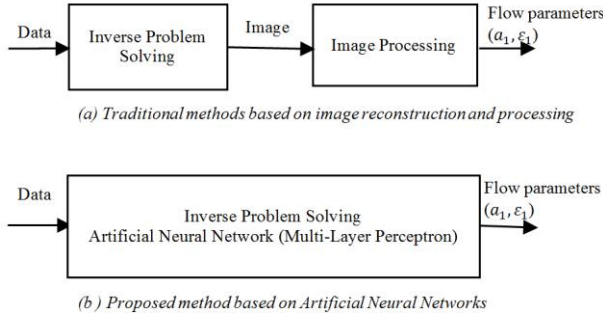 Data
Inverse Problem
Solving
Image
Image Processing
Flow parameters
(a₁, ε₁)
(a) Traditional methods based on image reconstruction and processing
Data
Inverse Problem Solving
Artificial Neural Network (Multi-Layer Perceptron)
Flow parameters
(a₁, ε₁)
(b ) Proposed method based on Artificial Neural Networks